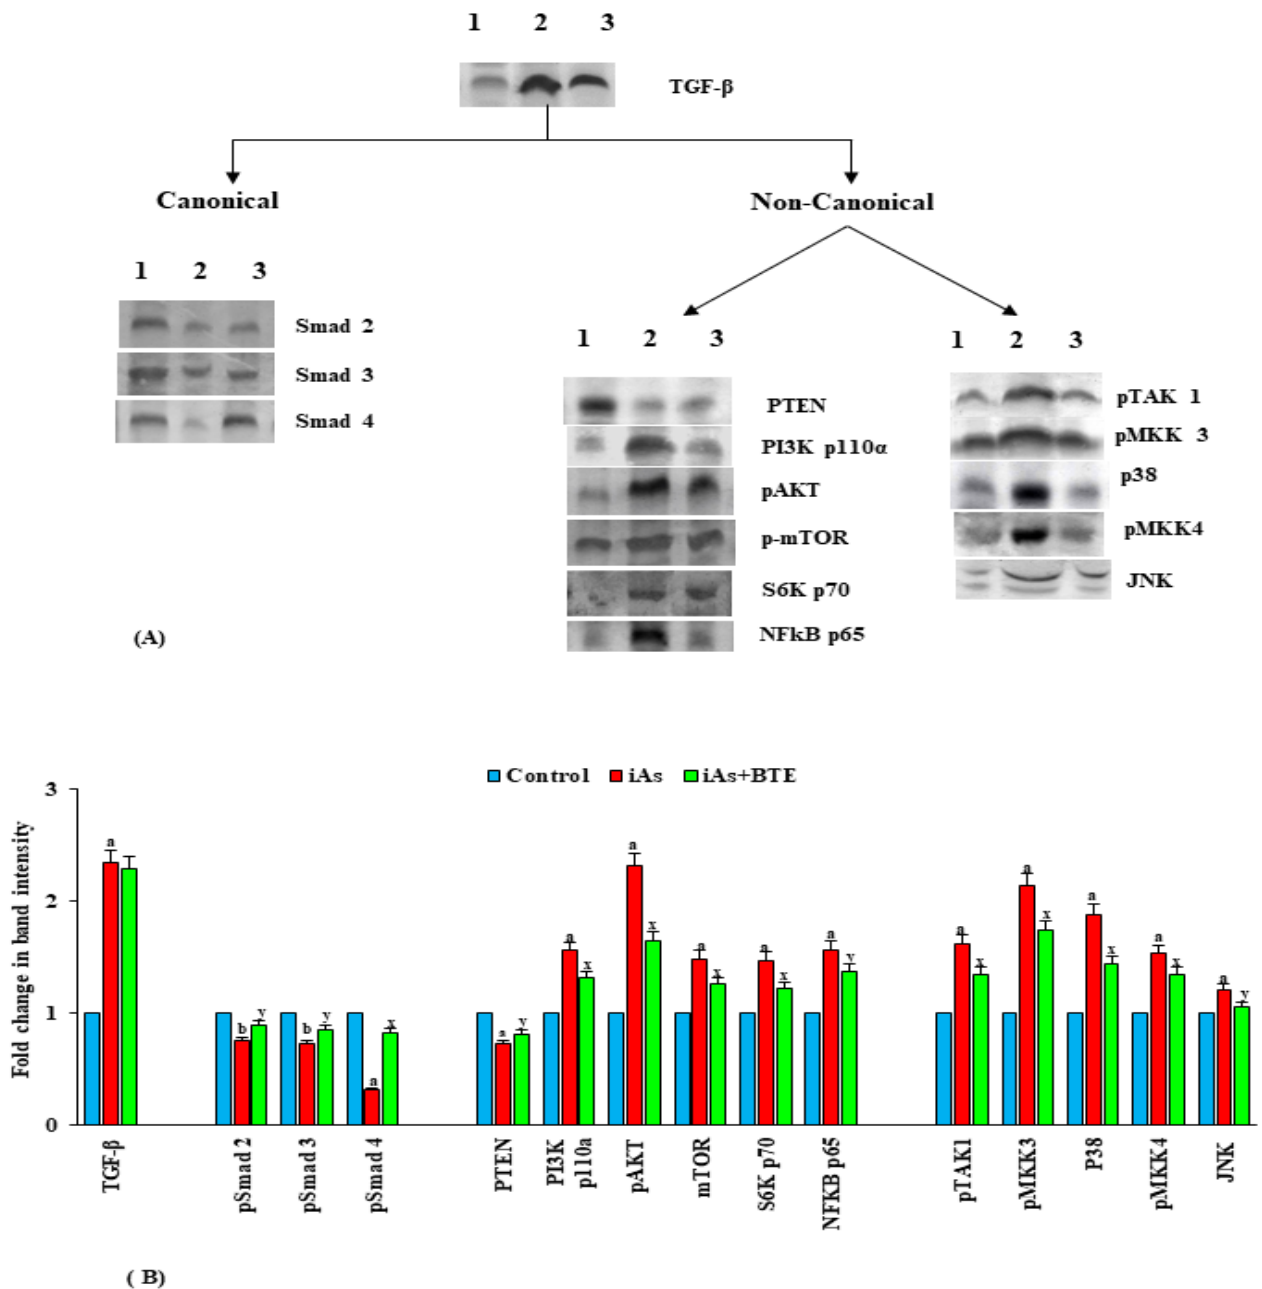 1 2 3
TGF-β
Canonical
Non-Canonical
1 2 3
Smad 2
Smad 3
Smad 4
1 2 3
PTEN
PI3K p110α
pAKT
p-mTOR
S6K p70
NFkB p65
1 2 3
pTAK 1
pMKK 3
p38
pMKK4
JNK
(A)
Control iAs iAs+BTE
Fold change in band intensity
3
2
1
0
a
b y
b y
a x
a y
a x
a x
a x
a x
a y
a x
a x
a x
a x
a y
TGF-β
pSmad 2
pSmad 3
pSmad 4
PTEN
PI3K
p110a
pAKT
mTOR
S6K p70
NFKB p65
pTAK1
pMKK3
P38
pMKK4
JNK
( B)